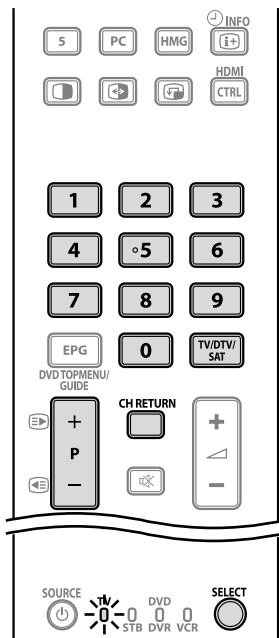 INFO
5 PC HMG i+
HDMI
CTRL
1 2 3
4 5 6
7 8 9
EPG 0 TV/DTV/
SAT
DVD TOPMENU/
GUIDE
CH RETURN
+ +
P
− −
SOURCE TV DVD SELECT
STB DVR VCR